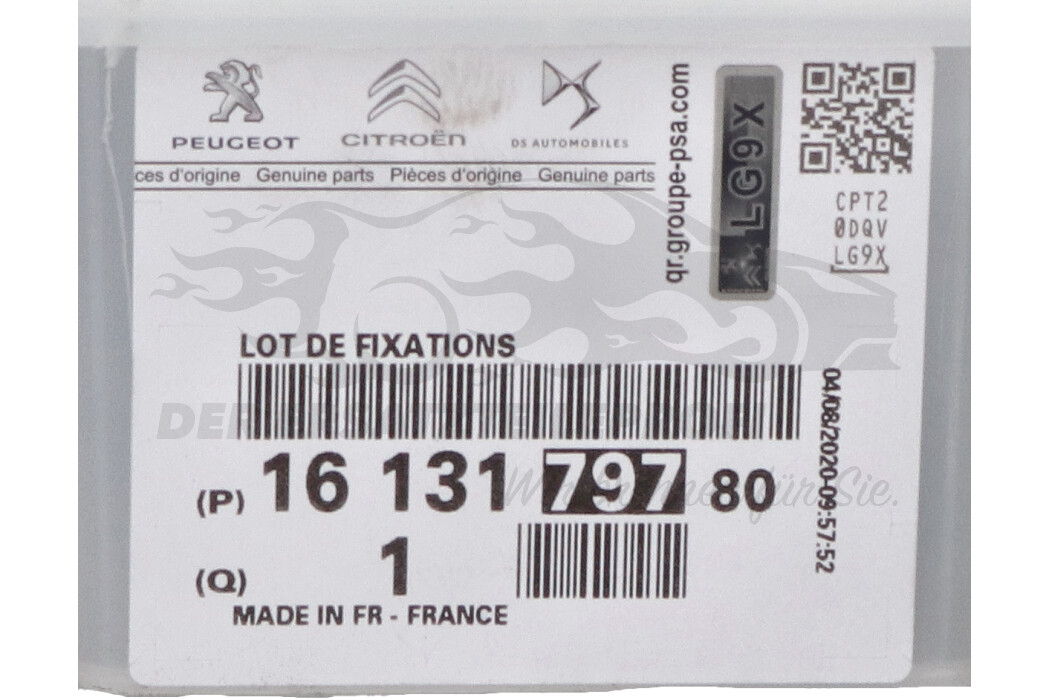 PEUGEOT
CITROËN
DS AUTOMOBILES
ces d'origine Genuine parts Pièces d'origine Genuine parts
qr.groupe-psa.com
LG9X
CPT2
0DQV
LG9X
LOT DE FIXATIONS
(P) 16 131 797 80
(Q) 1
MADE IN FR - FRANCE
04/08/2020-09:57:52